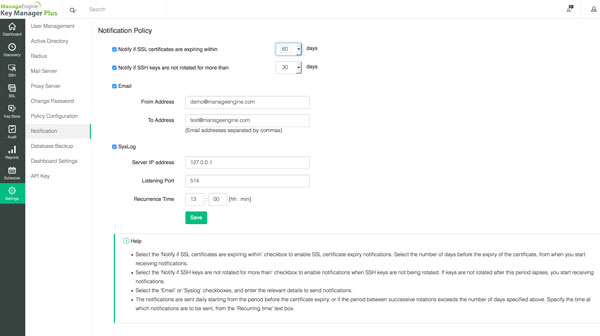 ManageEngine
Key Manager Plus
Search
Dashboard
Discovery
SSH
SSL
Key Store
Audit
Reports
Schedule
Settings
User Management
Active Directory
Radius
Mail Server
Proxy Server
Change Password
Policy Configuration
Notification
Database Backup
Dashboard Settings
API Key
Notification Policy
Notify if SSL certificates are expiring within 60 days
Notify if SSH keys are not rotated for more than 30 days
Email
From Address demo@manageengine.com
To Address test@manageengine.com
(Email addresses separated by commas)
SysLog
Server IP address 127.0.0.1
Listening Port 514
Recurrence Time 13 : 00 [hh : min]
Save
Help
Select the 'Notify if SSL certificates are expiring within' checkbox to enable SSL certificate expiry notifications. Select the number of days before the expiry of the certificate, from when you start
receiving notifications.
Select the 'Notify if SSH keys are not rotated for more than' checkbox to enable notifications when SSH keys are not being rotated. If keys are not rotated after this period lapses, you start receiving
notifications.
Select the 'Email' or 'Syslog' checkboxes, and enter the relevant details to send notifications.
The notifications are sent daily starting from the period before the certificate expiry, or if the period between successive rotations exceeds the number of days specified above. Specify the time at
which notifications are to be sent, from the 'Recurring time' text box.